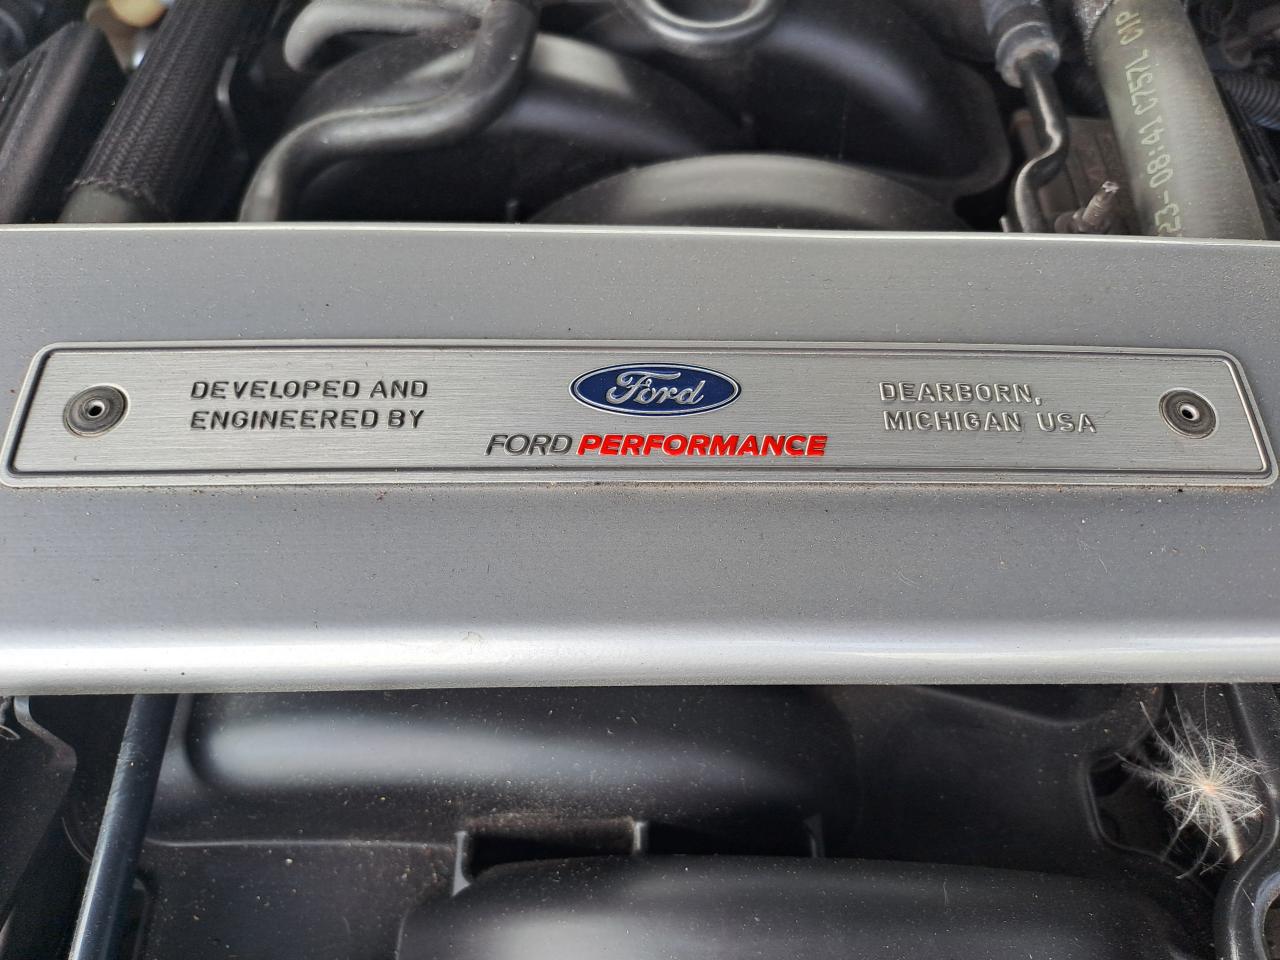 DEVELOPED AND
ENGINEERED BY
Ford
FORD PERFORMANCE
DEARBORN,
MICHIGAN USA